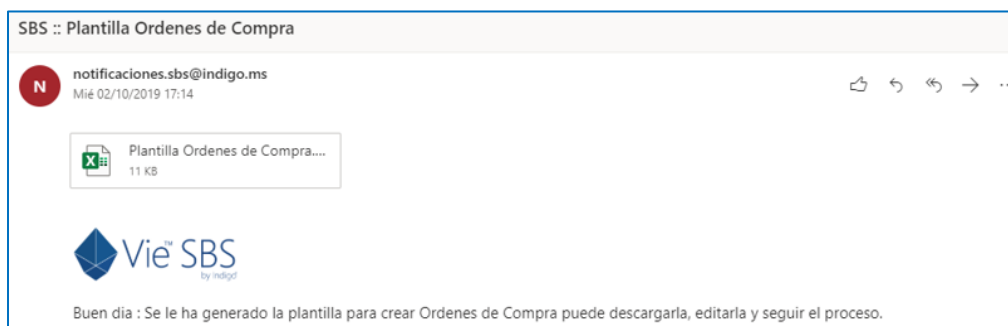 SBS :: Plantilla Ordenes de Compra
N
notificaciones.sbs@indigo.ms
Mié 02/10/2019 17:14
Plantilla Ordenes de Compra....
11 KB
Vie™ SBS
by indigo
Buen dia : Se le ha generado la plantilla para crear Ordenes de Compra puede descargarla, editarla y seguir el proceso.